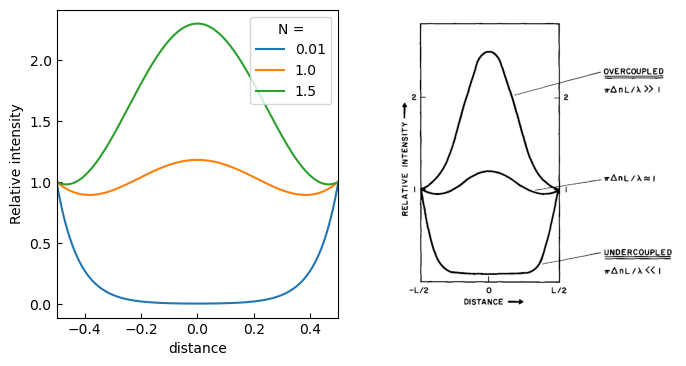 N =
0.01
1.0
1.5
2.0
1.5
1.0
0.5
0.0
Relative intensity
−0.4
−0.2
0.0
0.2
0.4
distance
OVERCOUPLED
πΔnL/λ >> 1
2
2
RELATIVE INTENSITY
1
1
πΔnL/λ ≈ 1
UNDERCOUPLED
πΔnL/λ << 1
-L/2
0
L/2
DISTANCE